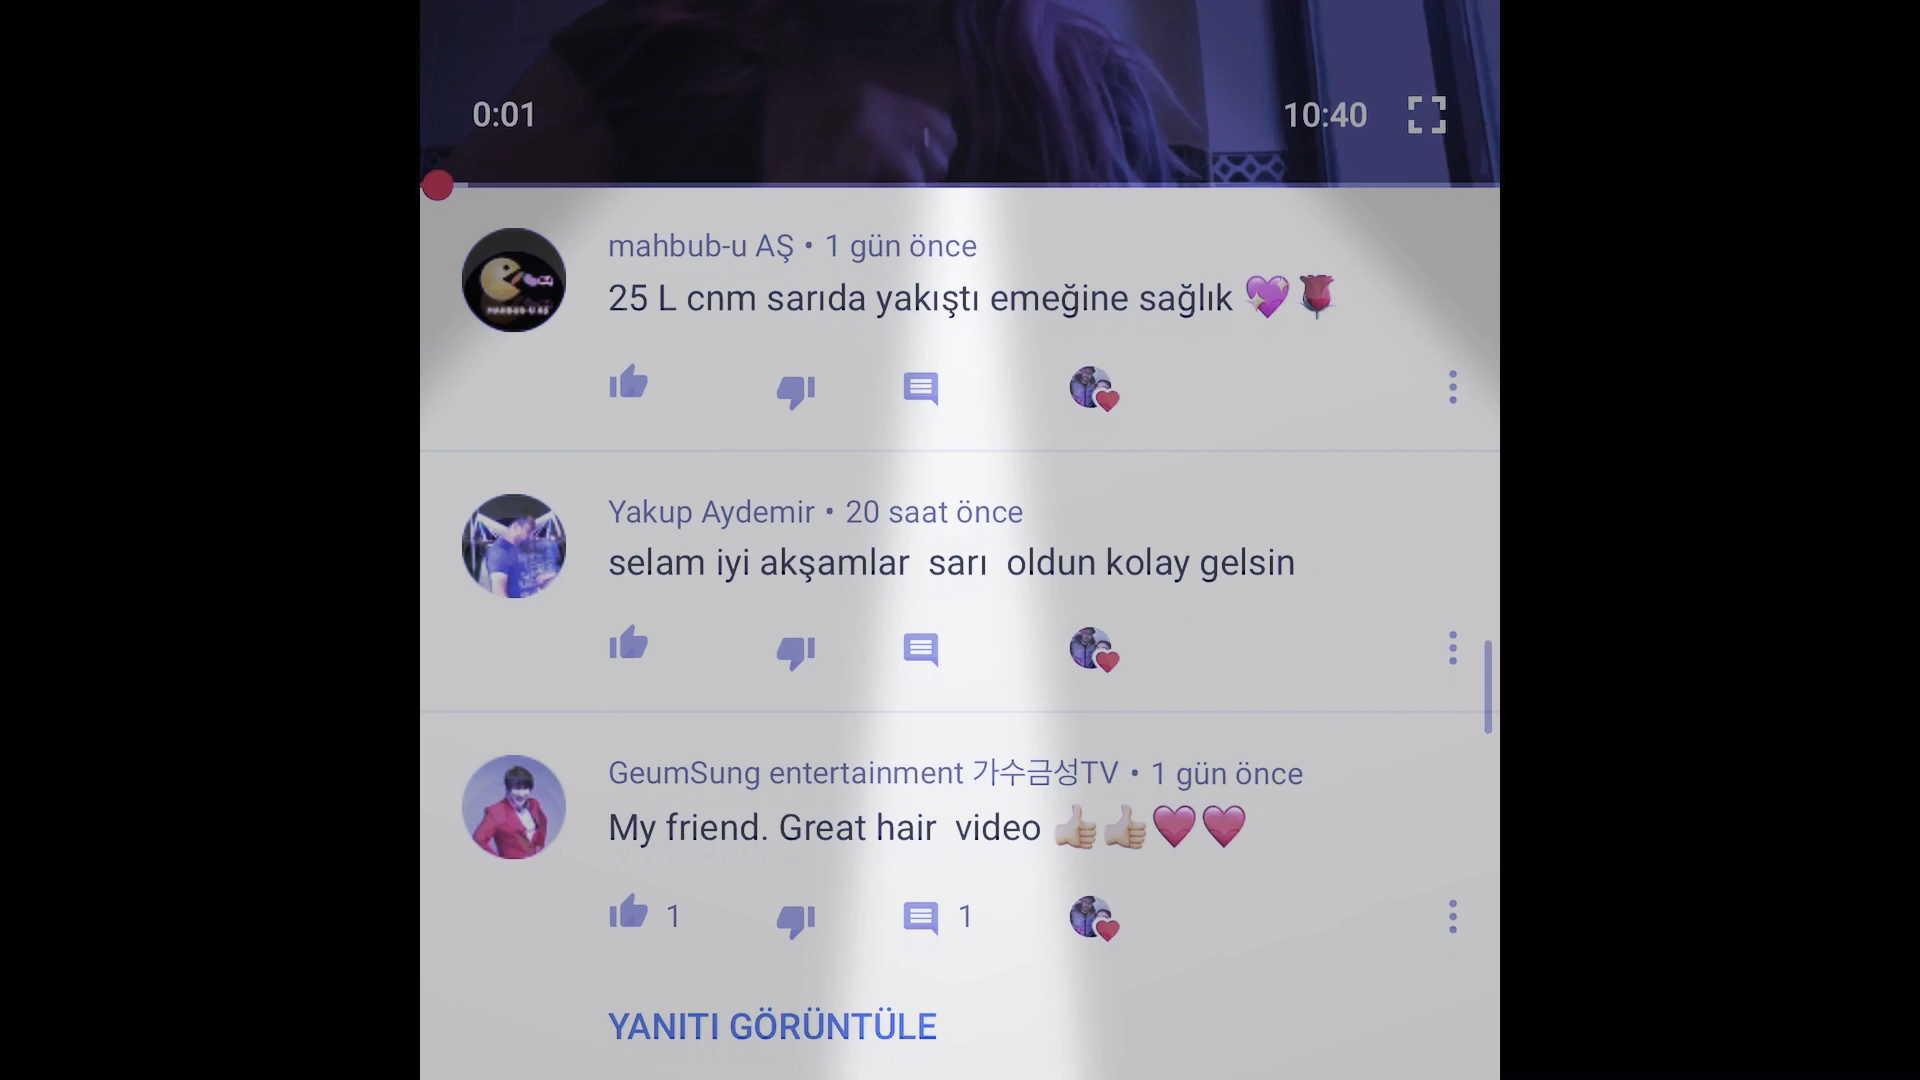 0:01 10:40
mahbub-u AŞ • 1 gün önce
25 L cnm sarıda yakıştı emeğine sağlık 💖🌹
Yakup Aydemir • 20 saat önce
selam iyi akşamlar  sarı  oldun kolay gelsin
GeumSung entertainment 가수금성TV • 1 gün önce
My friend. Great hair  video 👍🏻👍🏻💗💗
1 1
YANITI GÖRÜNTÜLE